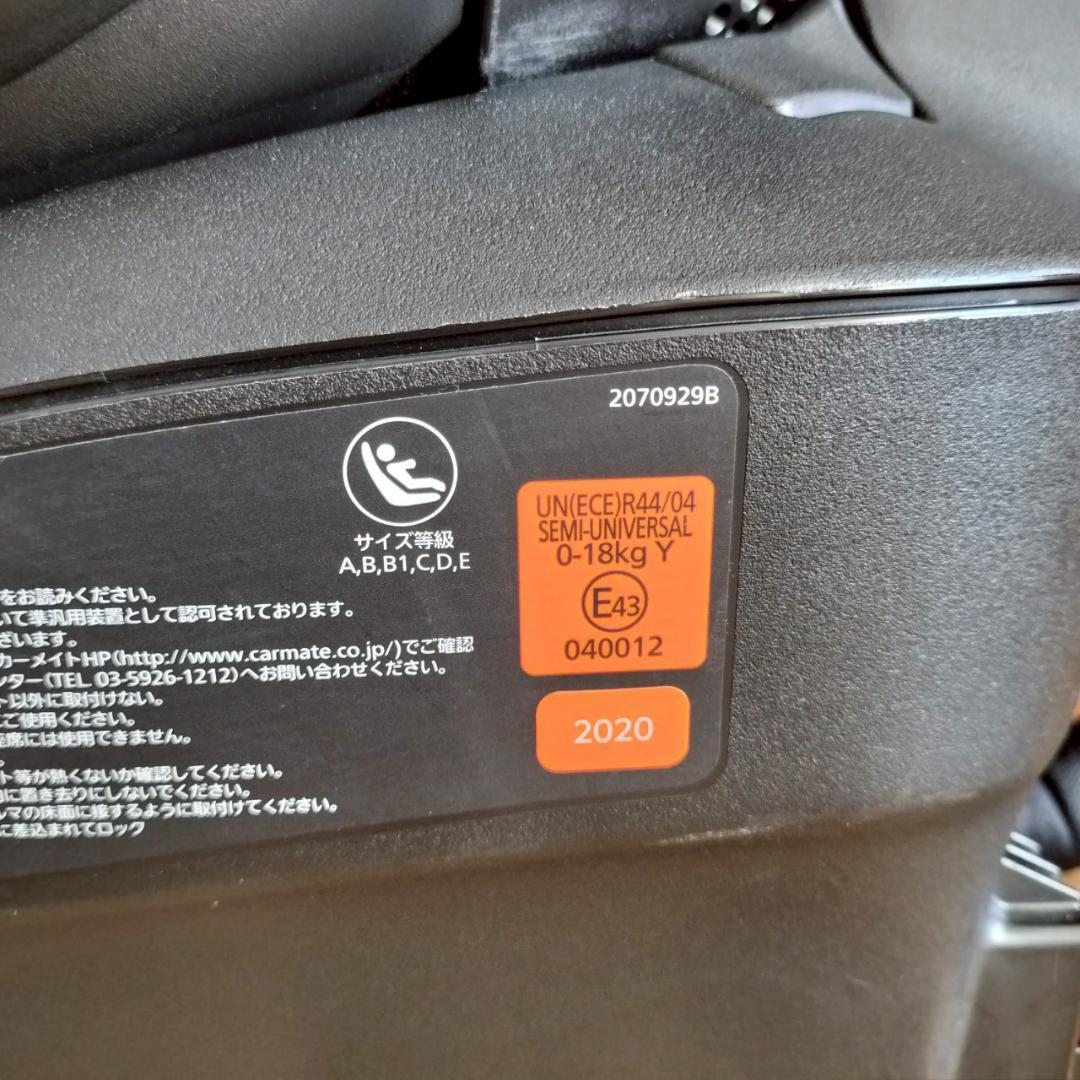 2070929B
サイズ等級
A,B,B1,C,D,E
UN(ECE)R44/04
SEMI-UNIVERSAL
0-18kg Y
E43
040012
2020
をお読みください。
いて準汎用装置として認可されております。
ざいます。
カーメイトHP(http://www.carmate.co.jp/)でご確認
ンター(TEL 03-5926-1212)へお問い合わせください。
ト以外に取付けない。
にご使用ください。
座席には使用できません。
。
ト等が熱くないか確認してください。
に置き去りにしないでください。
ルマの床面に接するように取付けてください。
に差込まれてロック